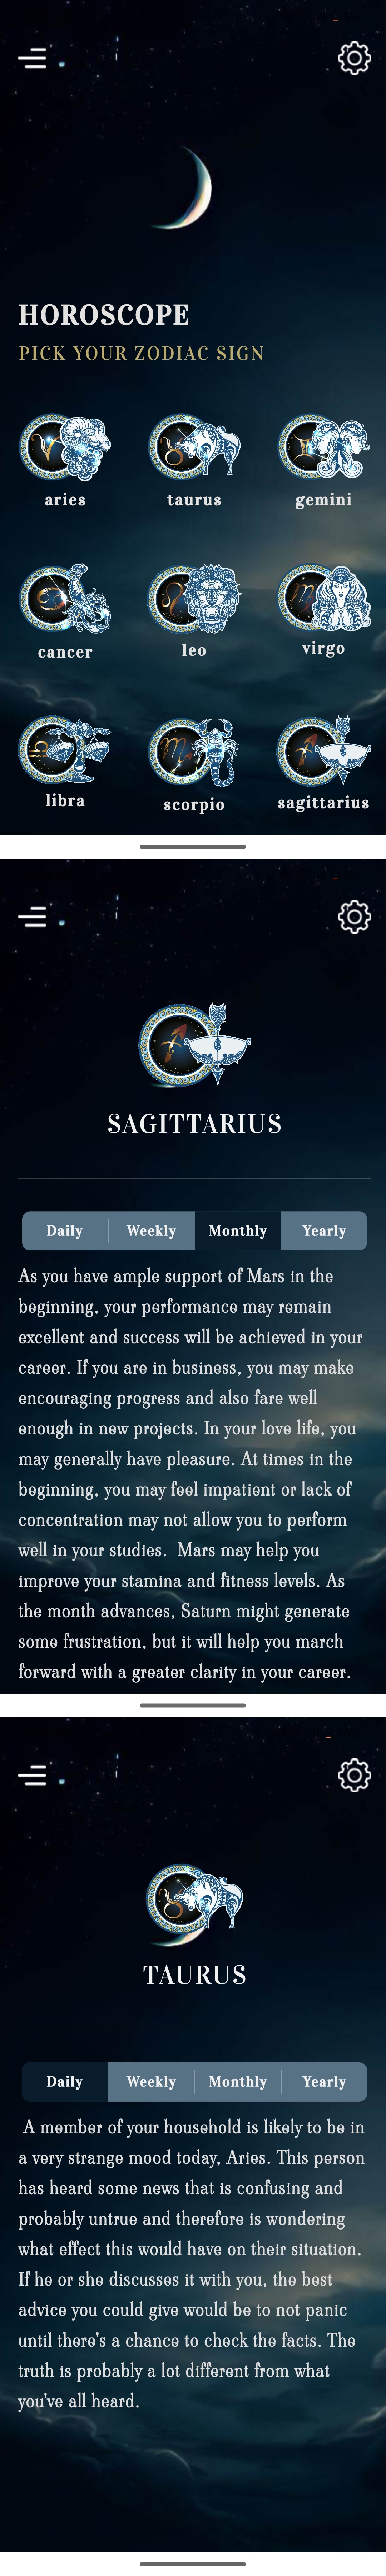 HOROSCOPE
PICK YOUR ZODIAC SIGN
aries taurus gemini
cancer leo virgo
libra scorpio sagittarius
SAGITTARIUS
Daily Weekly Monthly Yearly
As you have ample support of Mars in the
beginning, your performance may remain
excellent and success will be achieved in your
career. If you are in business, you may make
encouraging progress and also fare well
enough in new projects. In your love life, you
may generally have pleasure. At times in the
beginning, you may feel impatient or lack of
concentration may not allow you to perform
well in your studies.  Mars may help you
improve your stamina and fitness levels. As
the month advances, Saturn might generate
some frustration, but it will help you march
forward with a greater clarity in your career.
TAURUS
Daily Weekly Monthly Yearly
A member of your household is likely to be in
a very strange mood today, Aries. This person
has heard some news that is confusing and
probably untrue and therefore is wondering
what effect this would have on their situation.
If he or she discusses it with you, the best
advice you could give would be to not panic
until there's a chance to check the facts. The
truth is probably a lot different from what
you've all heard.